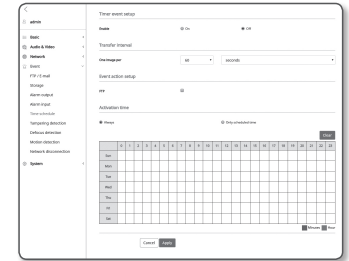 admin
Basic
Audio & Video
Network
Event
FTP / E-mail
Storage
Alarm output
Alarm input
Time schedule
Tampering detection
Defocus detection
Motion detection
Network disconnection
System
Timer event setup
Enable On Off
Transfer interval
One image per 60 seconds
Event action setup
FTP
Activation time
Always Only scheduled time
Clear
0 1 2 3 4 5 6 7 8 9 10 11 12 13 14 15 16 17 18 19 20 21 22 23
Sun
Mon
Tue
Wed
Thu
Fri
Sat
Minutes Hour
Cancel Apply